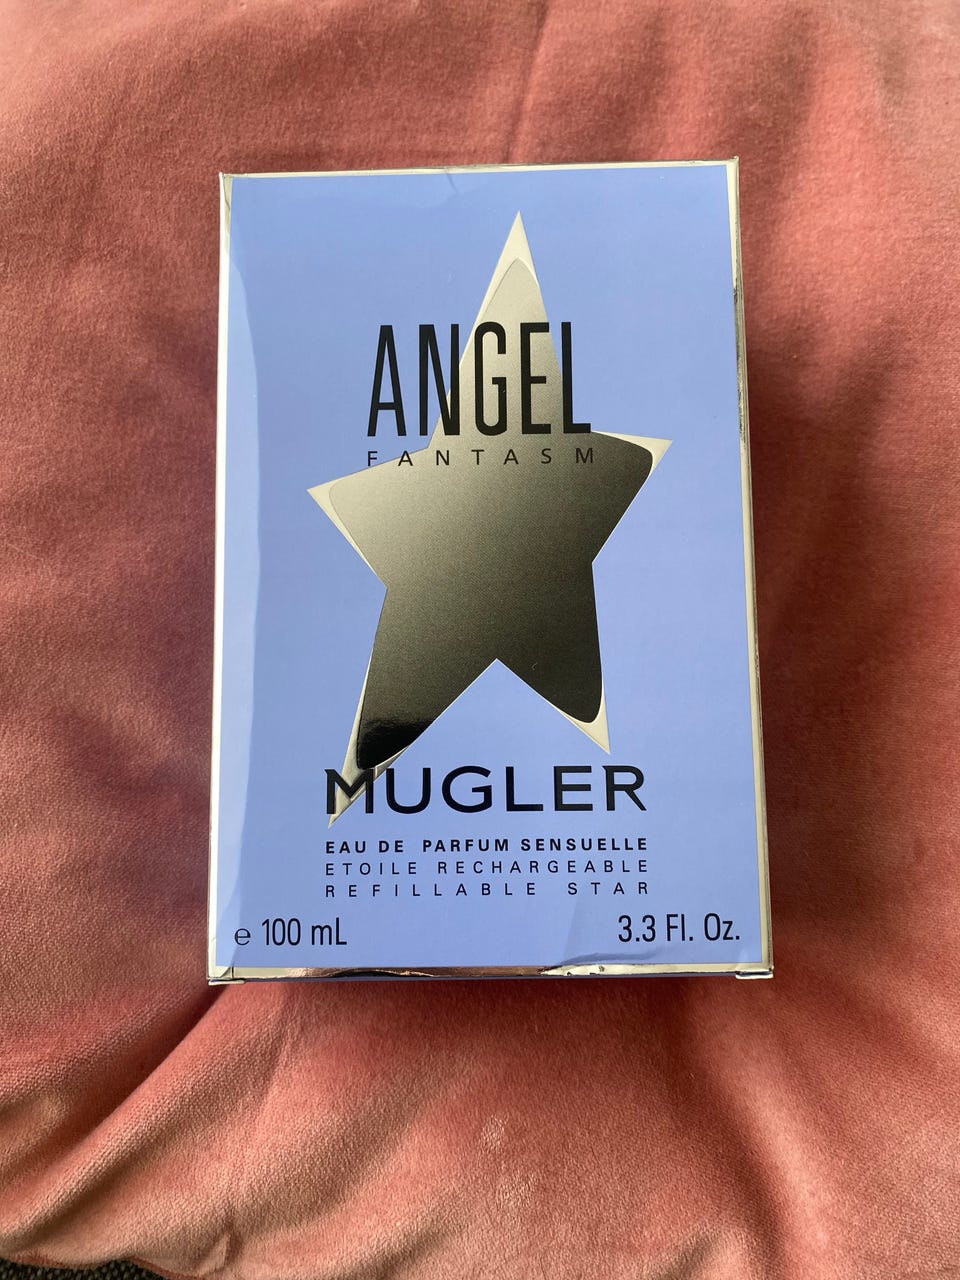 ANGEL
FANTASM
MUGLER
EAU DE PARFUM SENSUELLE
ETOILE RECHARGEABLE
REFILLABLE STAR
℮ 100 mL 3.3 Fl. Oz.